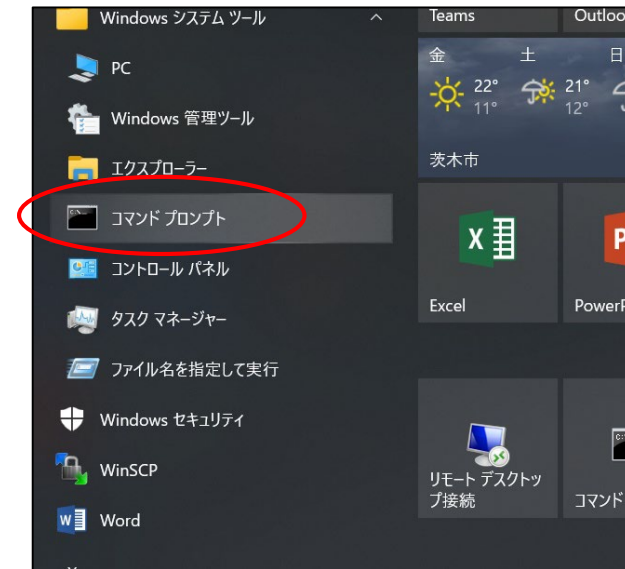 Windows システム ツール
PC
Windows 管理ツール
エクスプローラー
コマンド プロンプト
コントロール パネル
タスク マネージャー
ファイル名を指定して実行
Windows セキュリティ
WinSCP
Word
Teams
Outloo
金 土 日
22° 21°
11° 12°
茨木市
Excel
PowerP
リモート デスクトッ
プ接続
コマンド